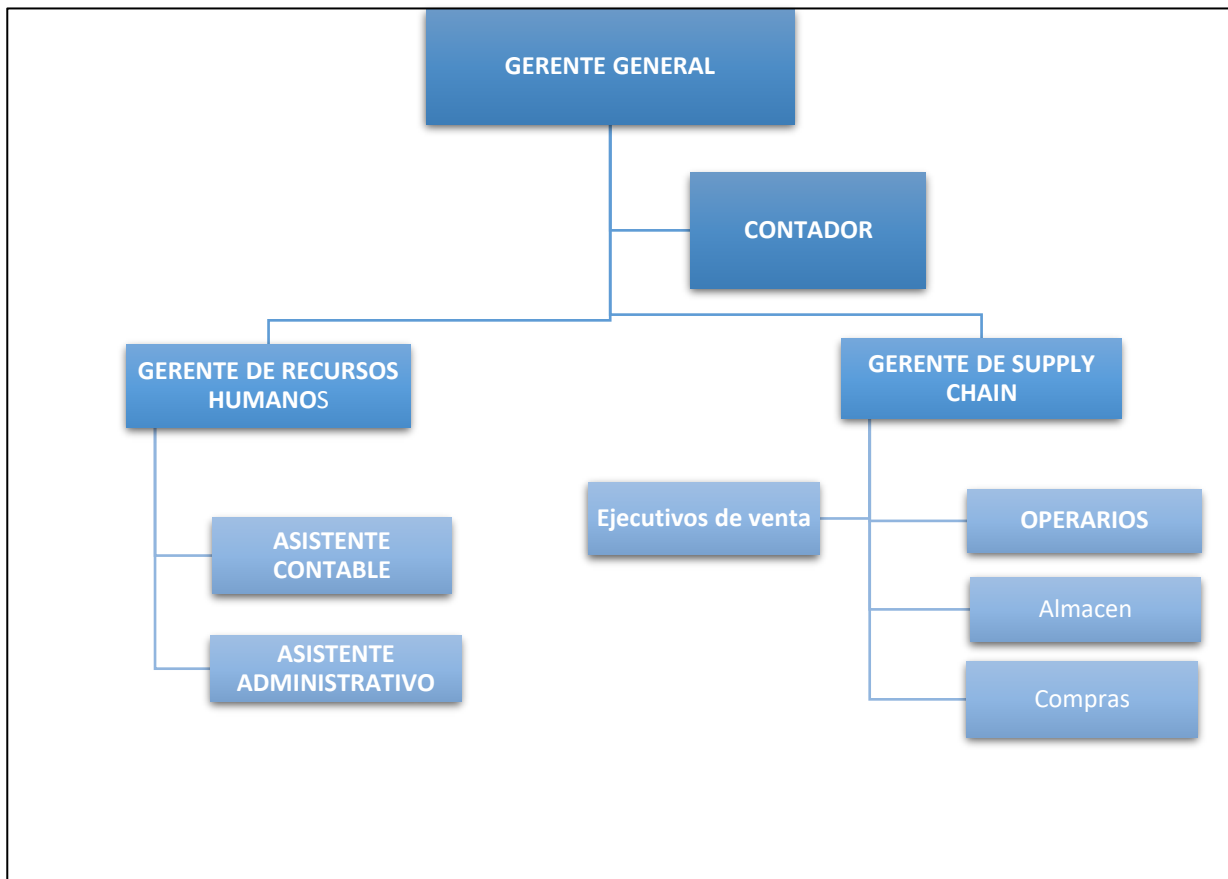 GERENTE GENERAL
CONTADOR
GERENTE DE RECURSOS
HUMANOS
GERENTE DE SUPPLY
CHAIN
ASISTENTE
CONTABLE
ASISTENTE
ADMINISTRATIVO
Ejecutivos de venta
OPERARIOS
Almacen
Compras